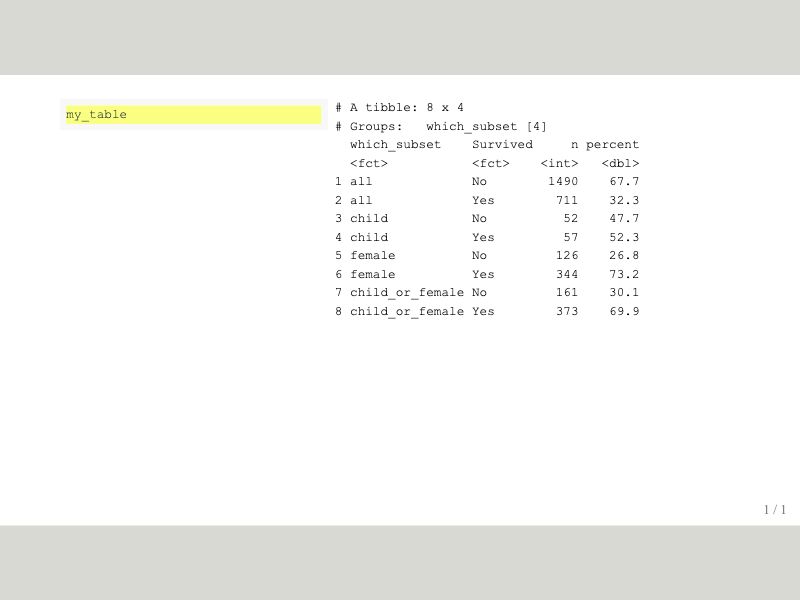 my_table
# A tibble: 8 x 4
# Groups:   which_subset [4]
  which_subset    Survived     n percent
  <fct>           <fct>    <int>   <dbl>
1 all             No        1490    67.7
2 all             Yes        711    32.3
3 child           No          52    47.7
4 child           Yes         57    52.3
5 female          No         126    26.8
6 female          Yes        344    73.2
7 child_or_female No         161    30.1
8 child_or_female Yes        373    69.9
1 / 1